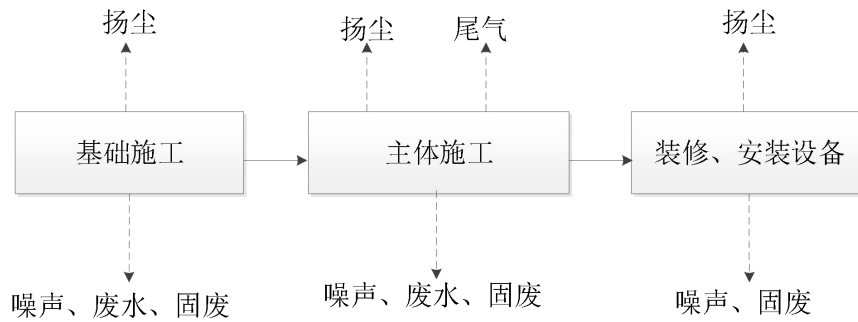 扬尘
扬尘
尾气
扬尘
基础施工
主体施工
装修、安装设备
噪声、废水、固废
噪声、废水、固废
噪声、固废